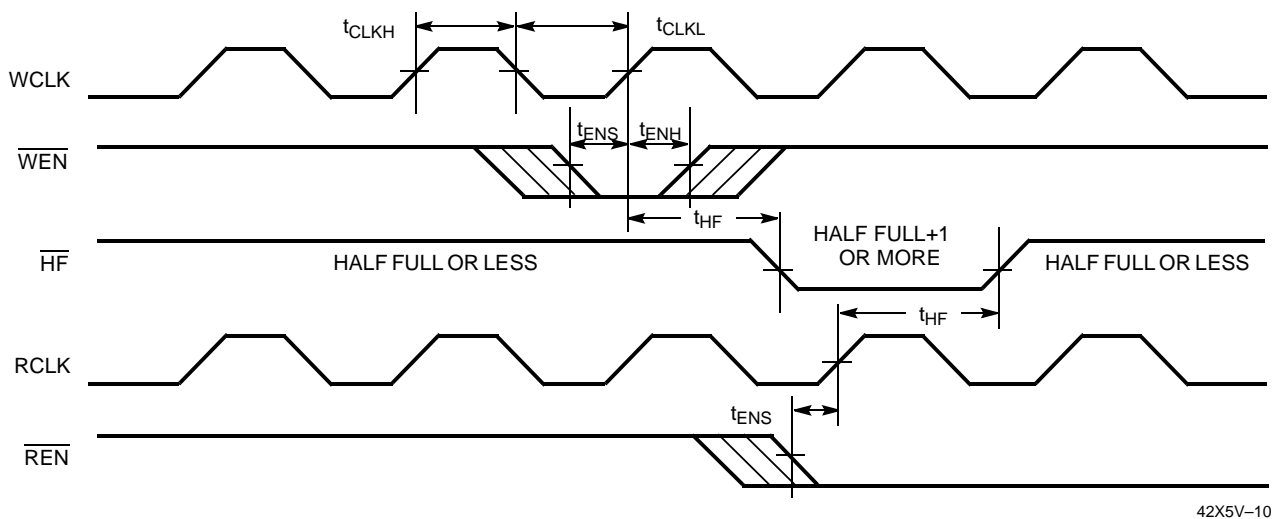 tCLKH
tCLKL
WCLK
tENS
tENH
WEN
tHF
HF
HALF FULL OR LESS
HALF FULL+1
OR MORE
HALF FULL OR LESS
tHF
RCLK
tENS
REN
42X5V–10